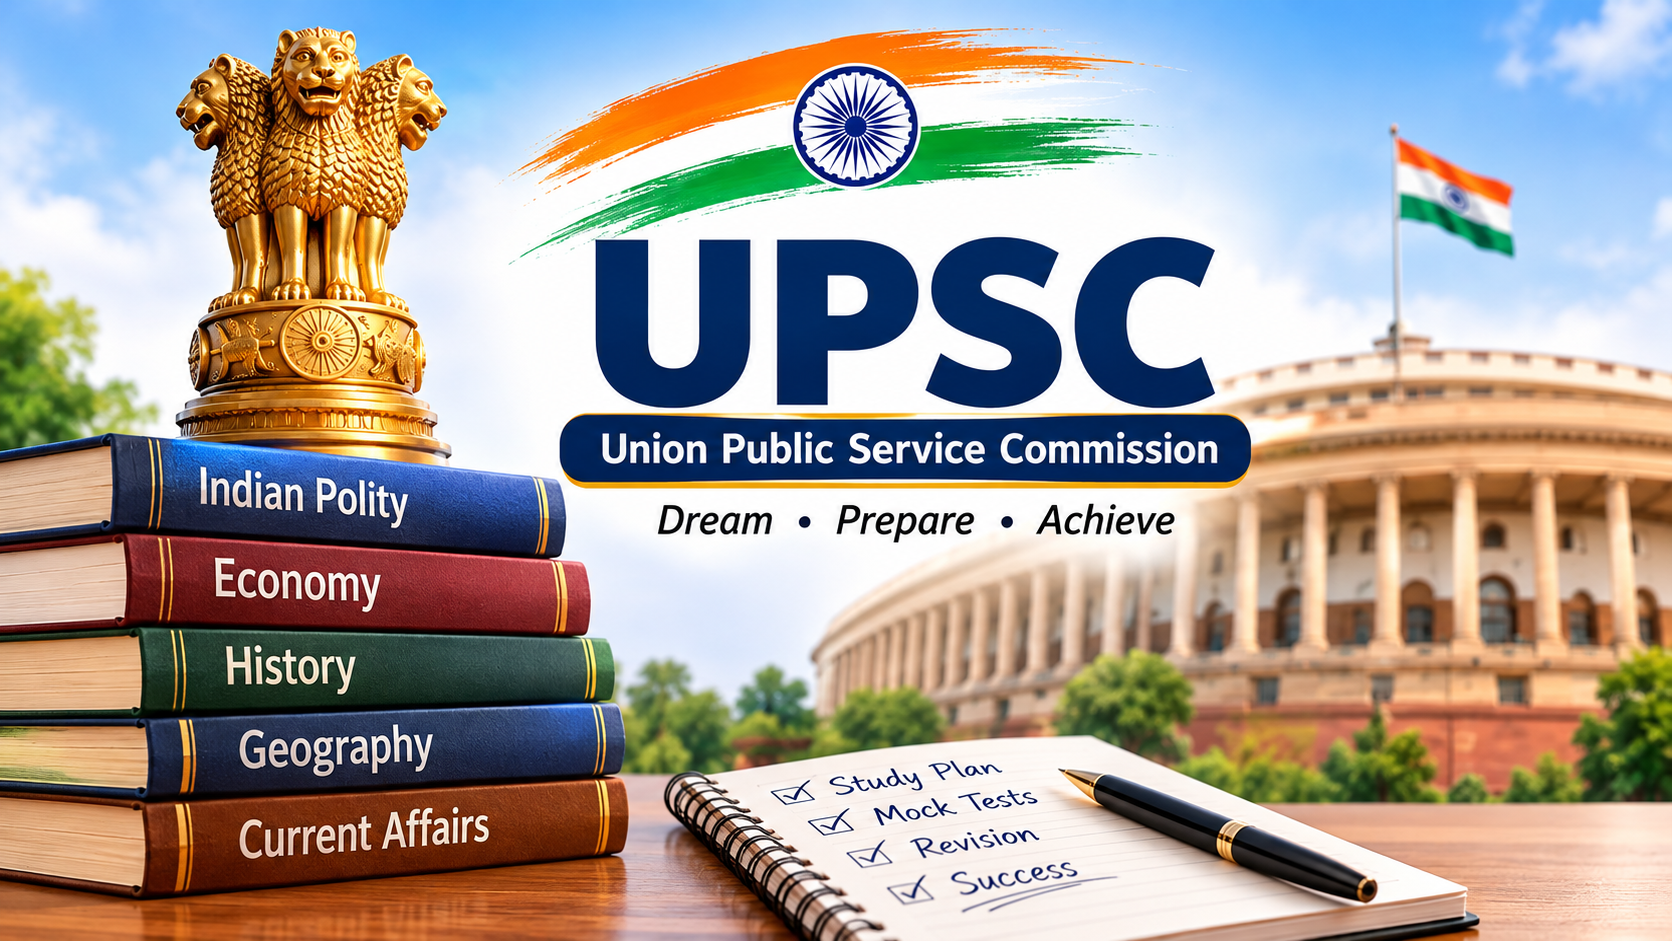 UPSC
Union Public Service Commission
Dream • Prepare • Achieve
Indian Polity
Economy
History
Geography
Current Affairs
Study Plan
Mock Tests
Revision
Success